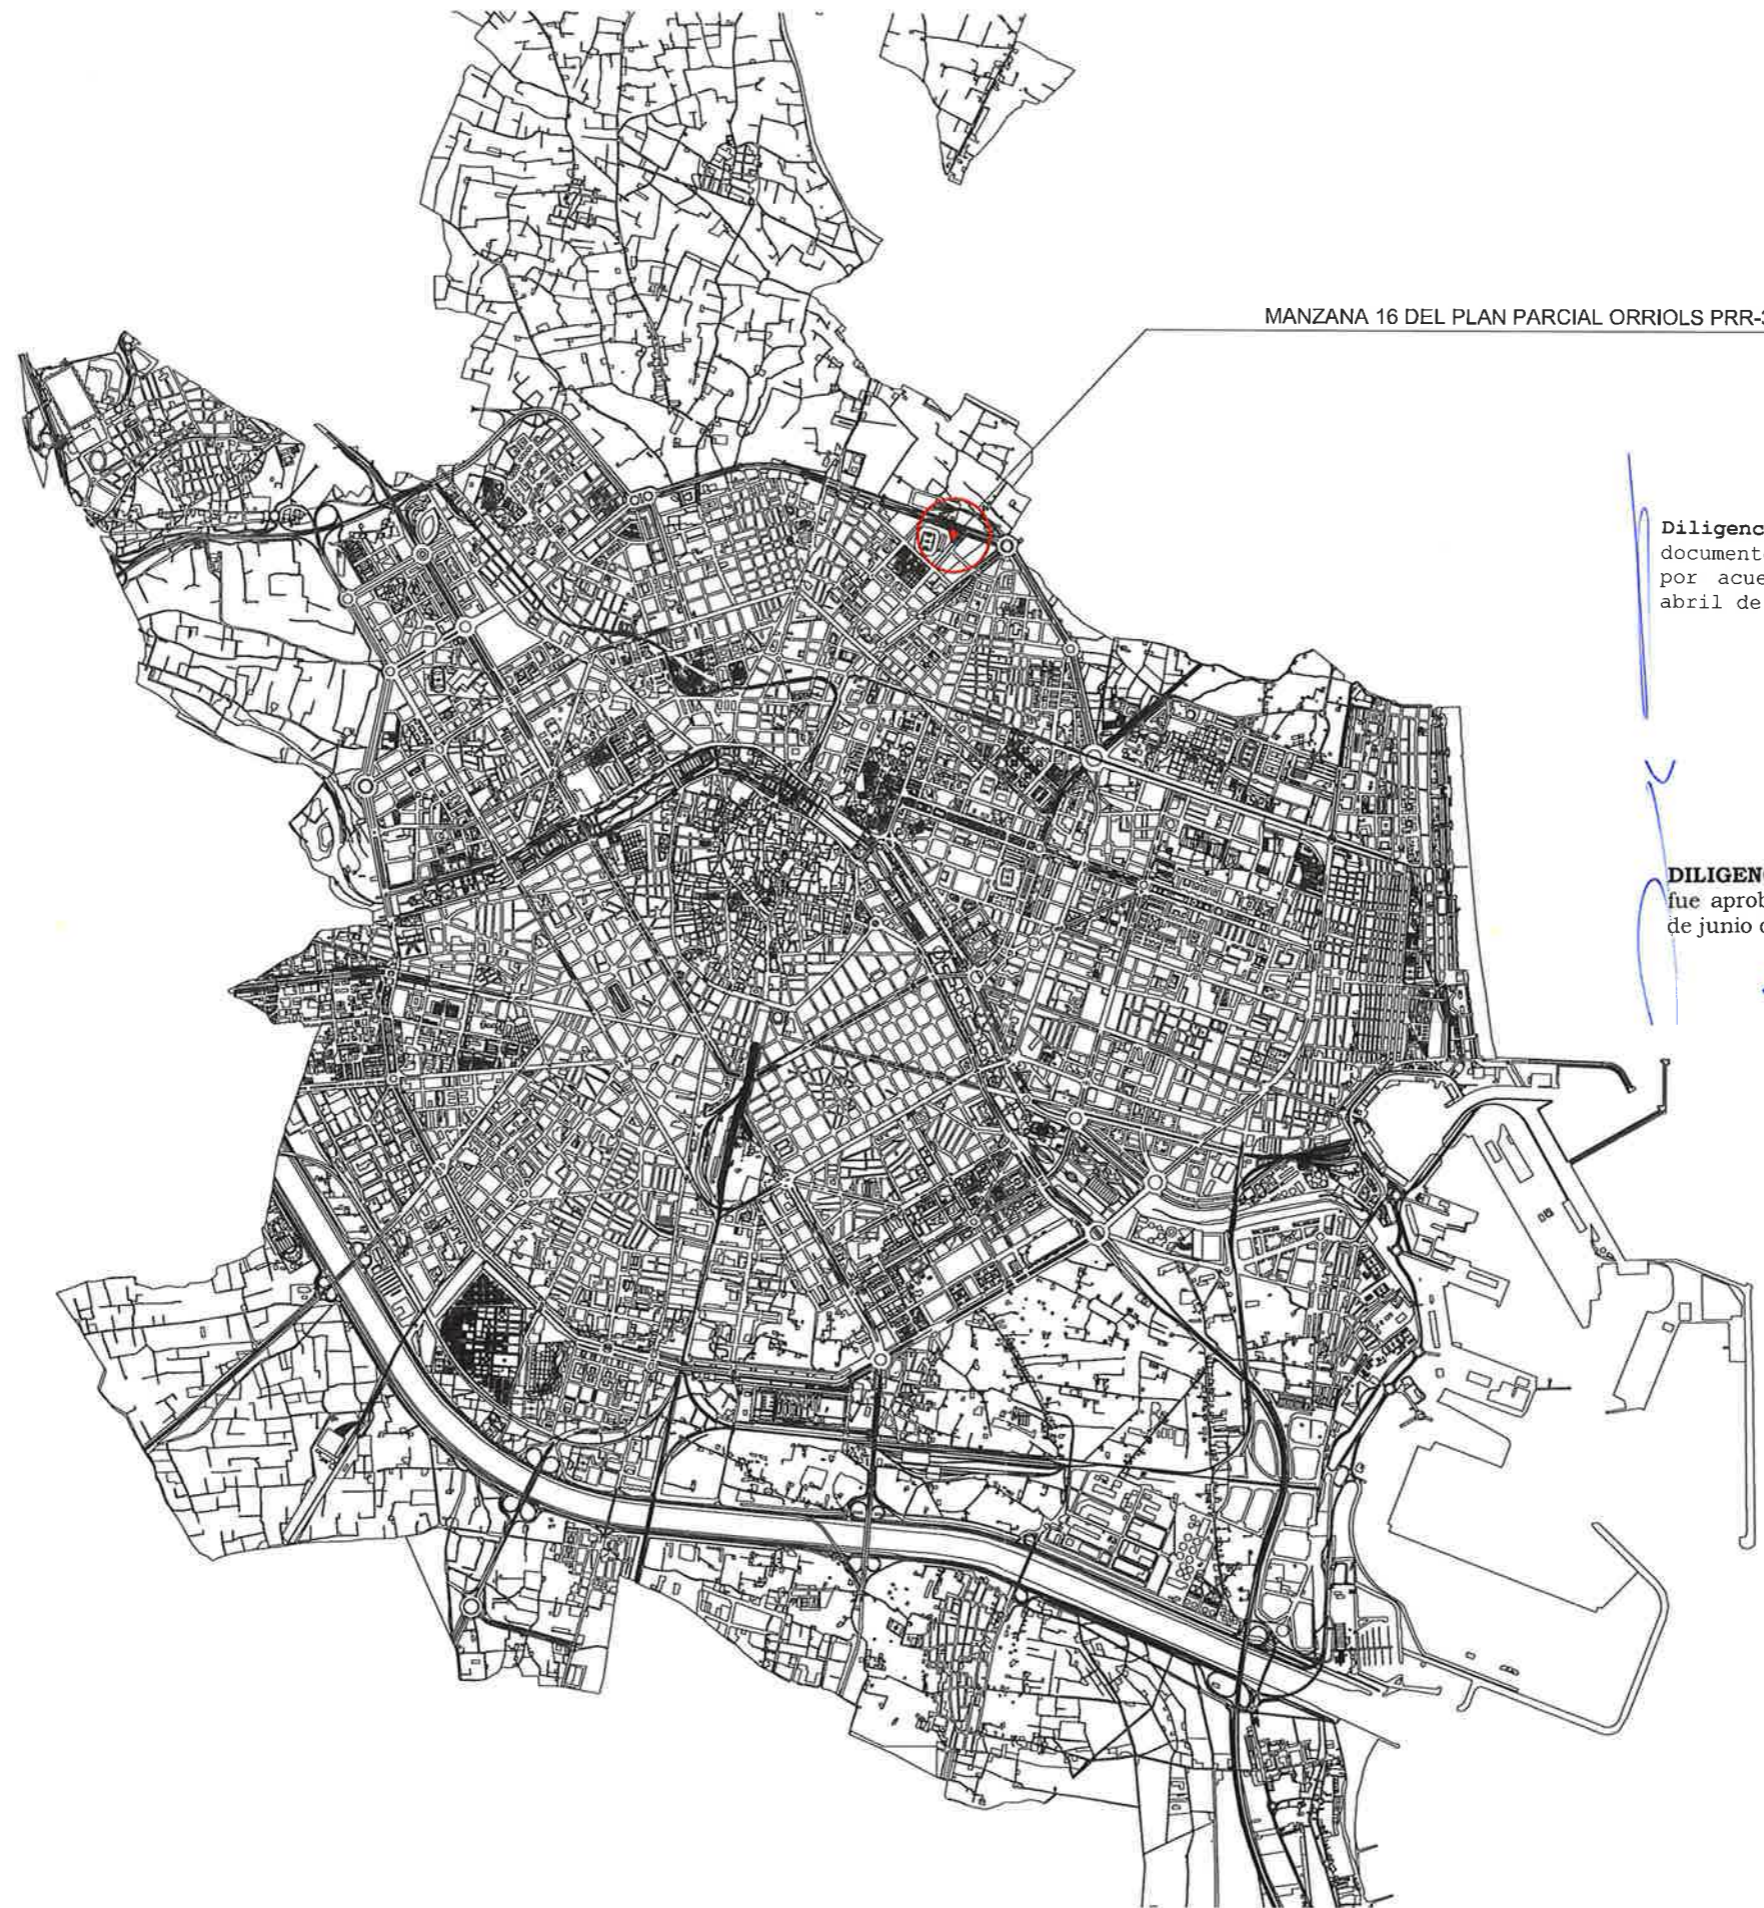 MANZANA 16 DEL PLAN PARCIAL ORRIOLS PRR-
Diligenc
document
por acue
abril de
DILIGEN
fue aprob
de junio